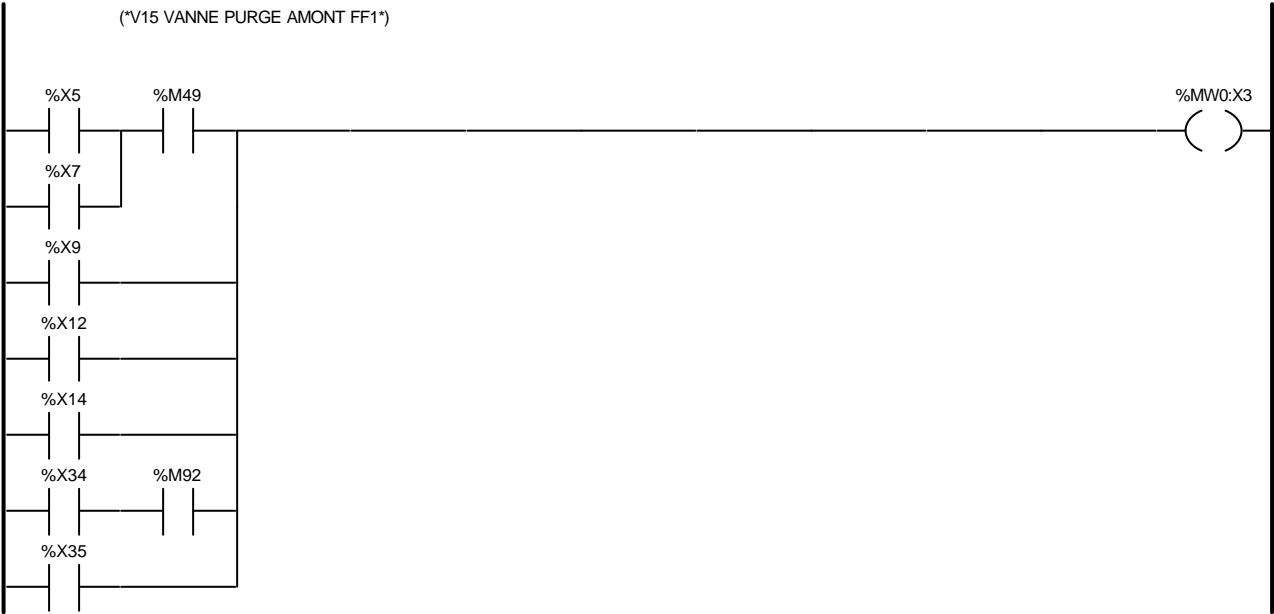 (*V15 VANNE PURGE AMONT FF1*)
%X5 %M49 %MW0:X3
%X7
%X9
%X12
%X14
%X34 %M92
%X35